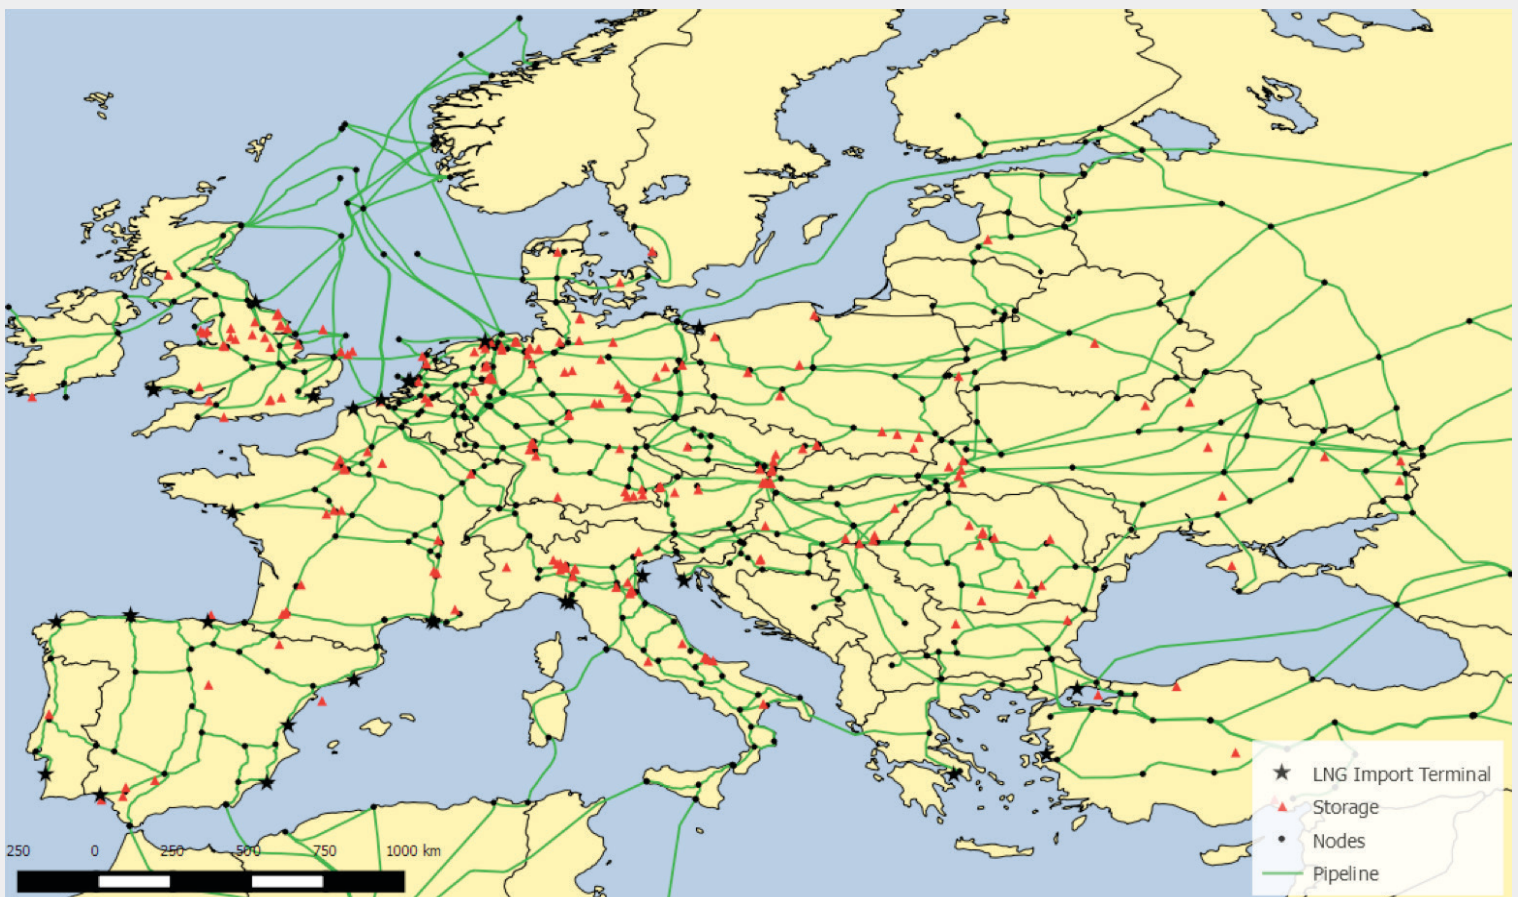 LNG Import Terminal
Storage
Nodes
Pipeline
250 0 250 500 750 1000 km